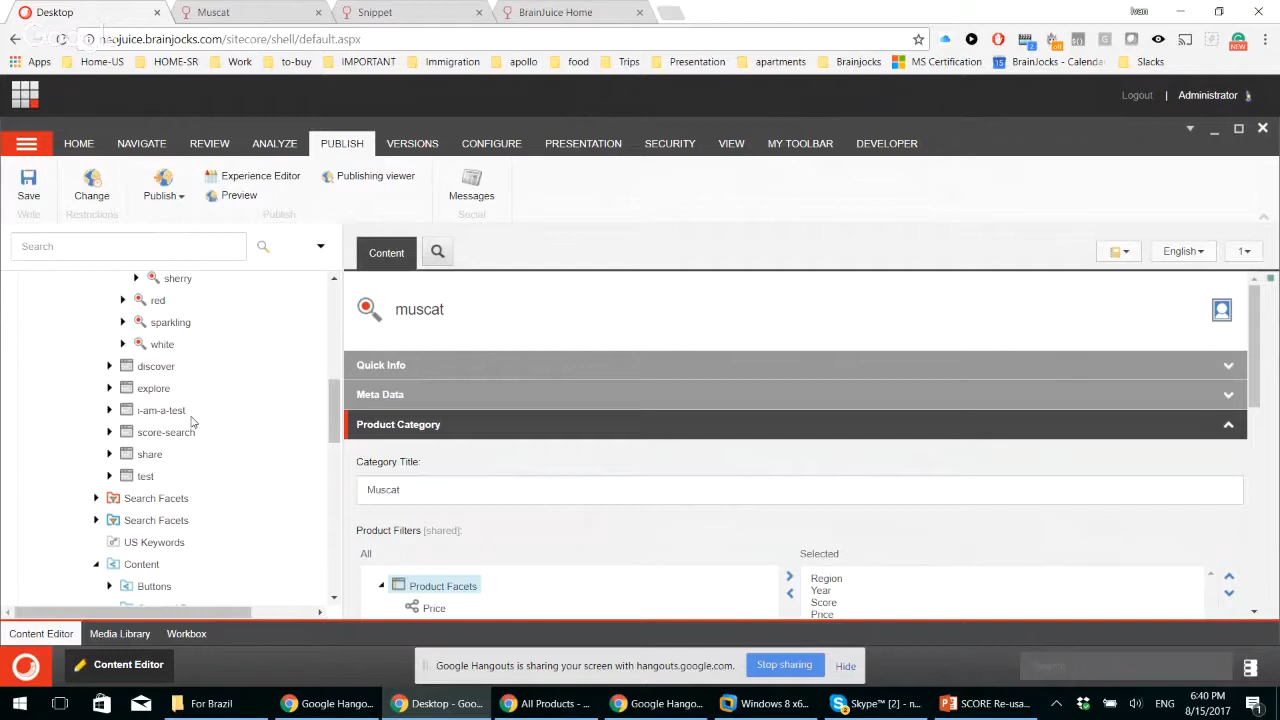 Desktop
Muscat
Snippet
BrainJuice Home
Ivan
ajuice.brainjocks.com/sitecore/shell/default.aspx
Apps
Home-US
HOME-SR
Work
to-buy
IMPORTANT
Immigration
apollo
food
Trips
Presentation
apartments
Brainjocks
MS Certification
BrainJocks - Calenda
Slacks
Logout | Administrator
HOME
NAVIGATE
REVIEW
ANALYZE
PUBLISH
VERSIONS
CONFIGURE
PRESENTATION
SECURITY
VIEW
MY TOOLBAR
DEVELOPER
Save
Change
Publish
Experience Editor
Preview
Publishing viewer
Messages
Write
Restrictions
Publish
Social
Search
Content
English
1
sherry
red
sparkling
white
discover
explore
i-am-a-test
score-search
share
test
Search Facets
Search Facets
US Keywords
Content
Buttons
muscat
Quick Info
Meta Data
Product Category
Category Title:
Muscat
Product Filters [shared]:
All
Selected
Product Facets
Price
Region
Year
Score
Price
Content Editor
Media Library
Workbox
Content Editor
Google Hangouts is sharing your screen with hangouts.google.com.
Stop sharing
Hide
For Brazil
Google Hango...
Desktop - Goo...
All Products - ...
Google Hango...
Windows 8 x6...
Skype™ [2] - n...
SCORE Re-usa...
ENG
6:40 PM
8/15/2017